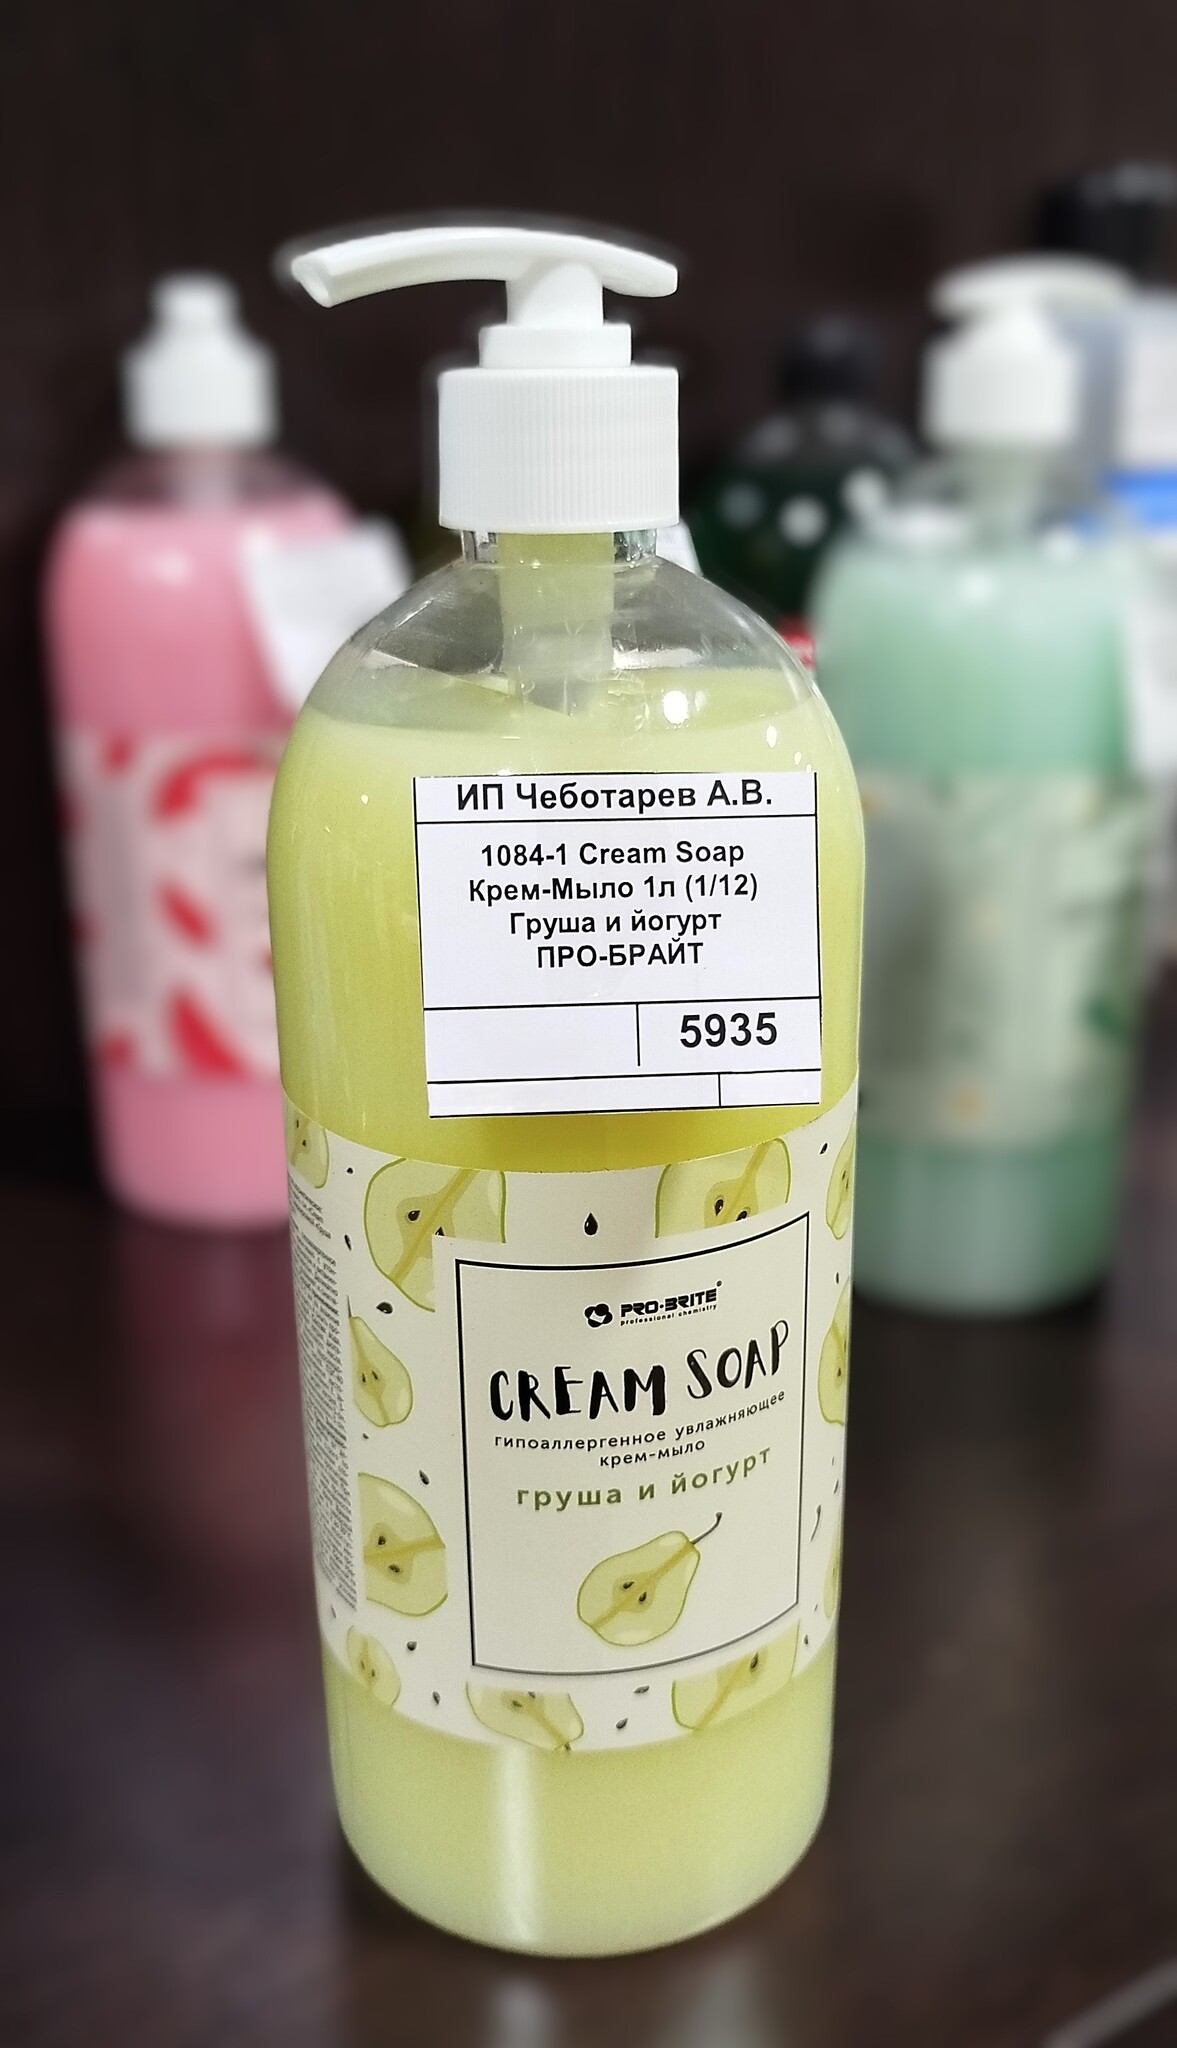 ИП Чеботарев А.В.
1084-1 Cream Soap
Крем-Мыло 1л (1/12)
Груша и йогурт
ПРО-БРАЙТ
5935
PRO-BRITE®
professional chemistry
CREAM SOAP
гипоаллергенное увлажняющее
крем-мыло
груша и йогурт